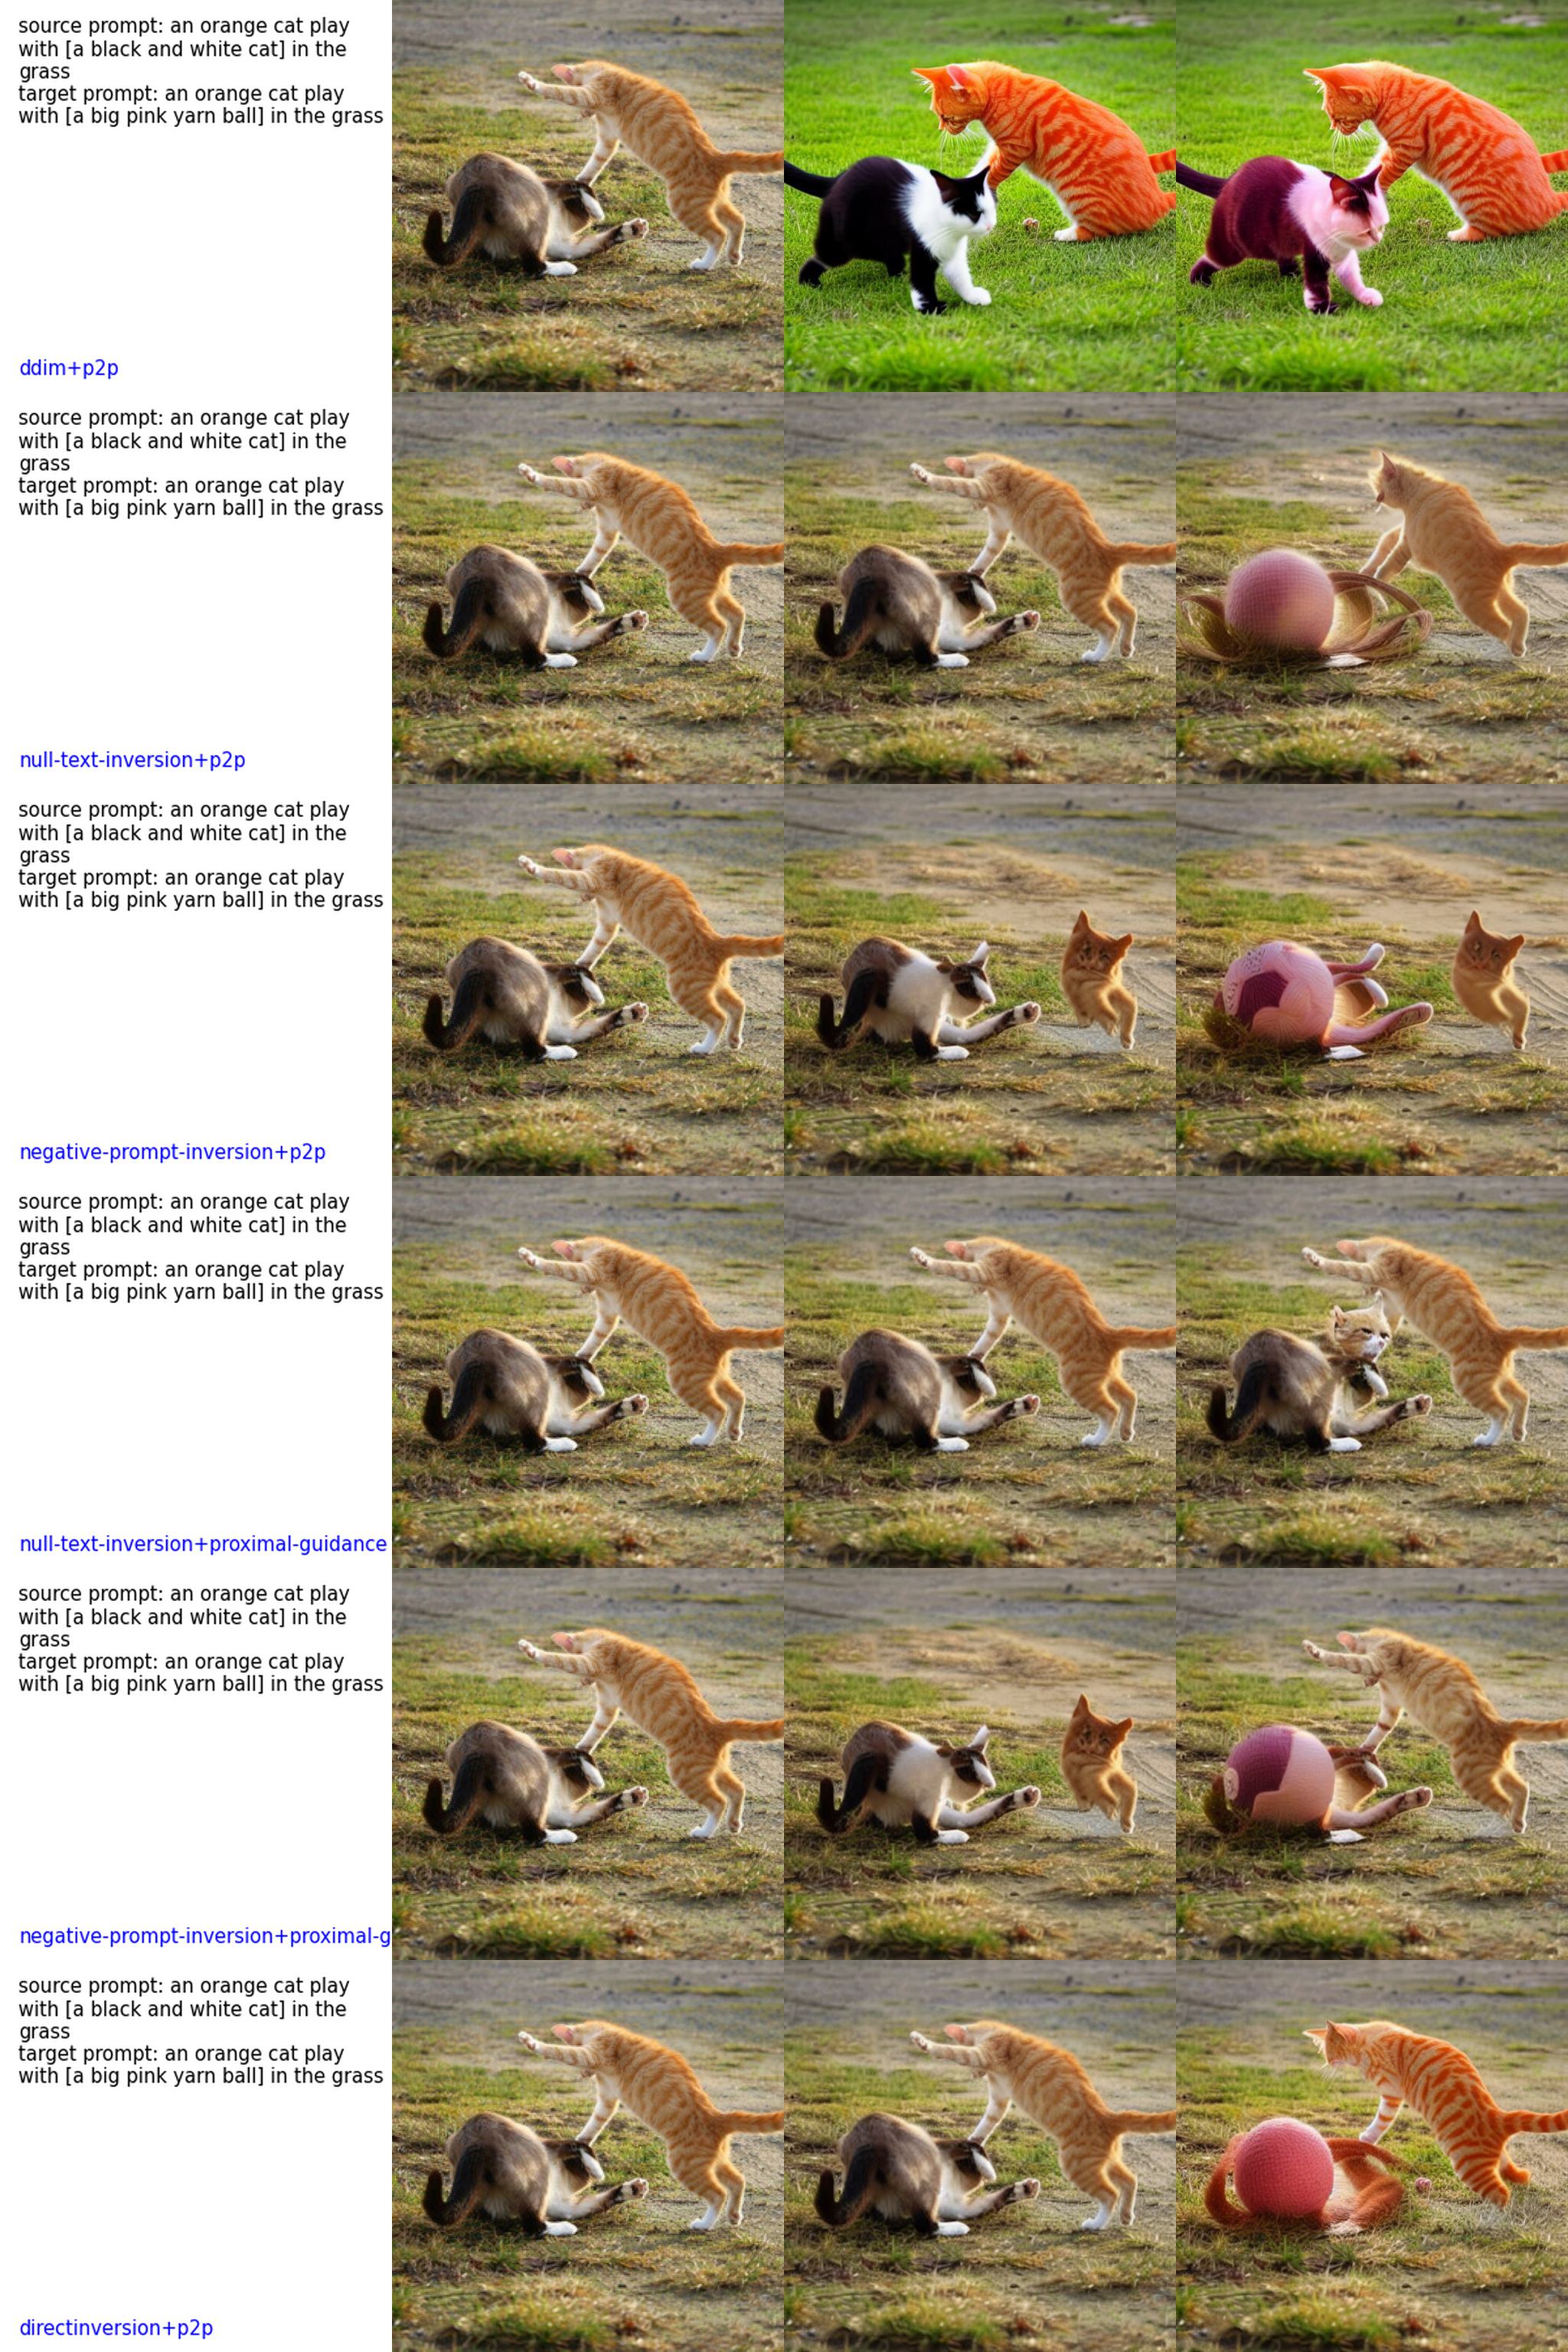 source prompt: an orange cat play
with [a black and white cat] in the
grass
target prompt: an orange cat play
with [a big pink yarn ball] in the grass
ddim+p2p
source prompt: an orange cat play
with [a black and white cat] in the
grass
target prompt: an orange cat play
with [a big pink yarn ball] in the grass
null-text-inversion+p2p
source prompt: an orange cat play
with [a black and white cat] in the
grass
target prompt: an orange cat play
with [a big pink yarn ball] in the grass
negative-prompt-inversion+p2p
source prompt: an orange cat play
with [a black and white cat] in the
grass
target prompt: an orange cat play
with [a big pink yarn ball] in the grass
null-text-inversion+proximal-guidance
source prompt: an orange cat play
with [a black and white cat] in the
grass
target prompt: an orange cat play
with [a big pink yarn ball] in the grass
negative-prompt-inversion+proximal-g
source prompt: an orange cat play
with [a black and white cat] in the
grass
target prompt: an orange cat play
with [a big pink yarn ball] in the grass
directinversion+p2p